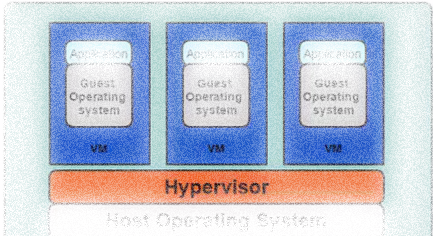 Application Application Application
Guest Guest Guest
Operating Operating Operating
system system system
VM VM VM
Hypervisor
Host Operating System